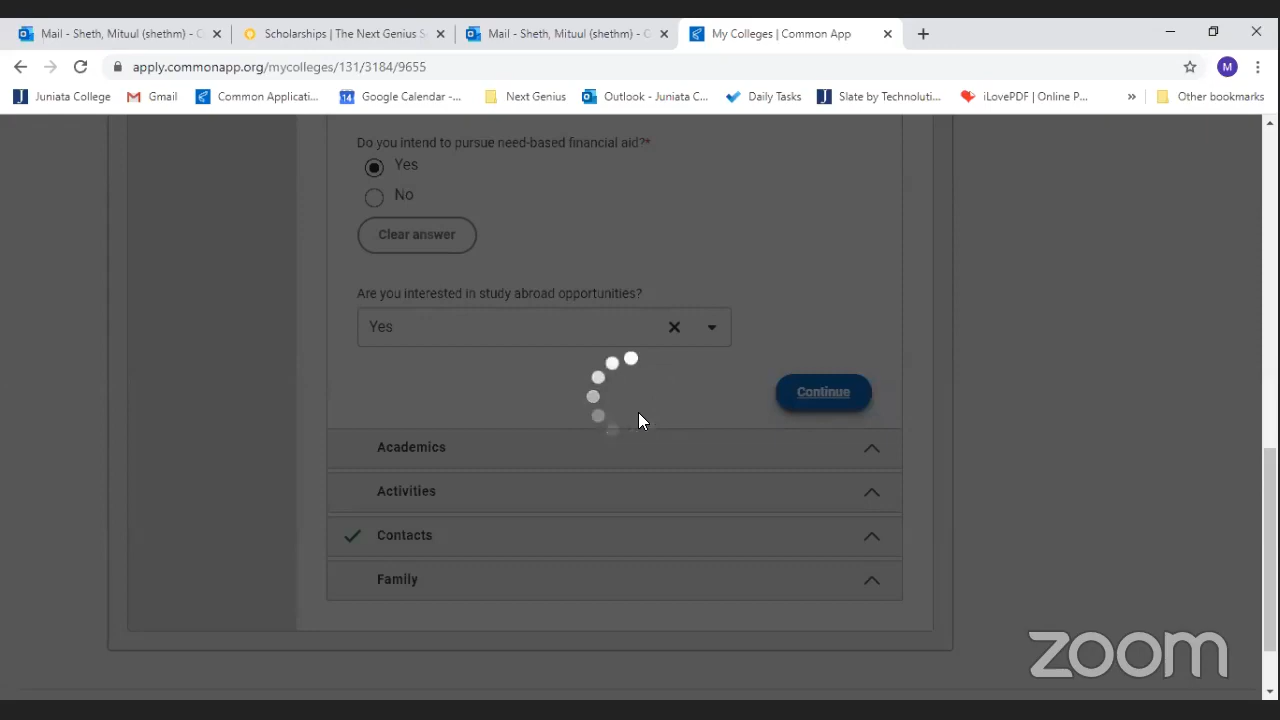 Mail - Sheth, Mituul (shethm) - C
Scholarships | The Next Genius S
Mail - Sheth, Mituul (shethm) - C
My Colleges | Common App
apply.commonapp.org/mycolleges/131/3184/9655
M
Juniata College
Gmail
Common Applicati...
14
Google Calendar -...
Next Genius
Outlook - Juniata C...
Daily Tasks
Slate by Technoluti...
iLovePDF | Online P...
»
Other bookmarks
Do you intend to pursue need-based financial aid?*
Yes
No
Clear answer
Are you interested in study abroad opportunities?
Yes
Continue
Academics
Activities
Contacts
Family
zoom